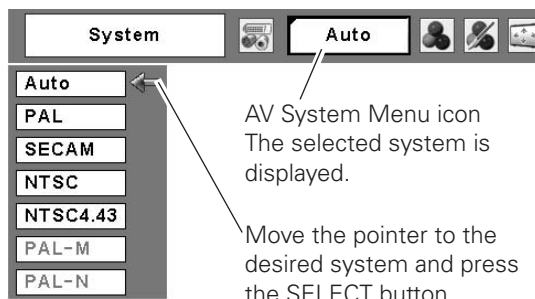 System
Auto
Auto
PAL
SECAM
NTSC
NTSC4.43
PAL-M
PAL-N
AV System Menu icon
The selected system is
displayed.
Move the pointer to the
desired system and press
the SELECT button